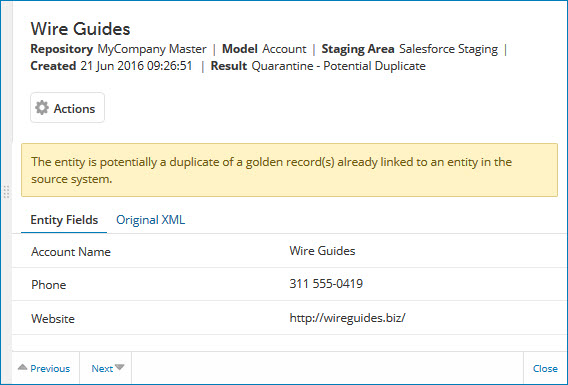 Wire Guides
Repository MyCompany Master | Model Account | Staging Area Salesforce Staging |
Created 21 Jun 2016 09:26:51 | Result Quarantine - Potential Duplicate
Actions
The entity is potentially a duplicate of a golden record(s) already linked to an entity in the
source system.
Entity Fields Original XML
Account Name Wire Guides
Phone 311 555-0419
Website http://wireguides.biz/
Previous Next Close